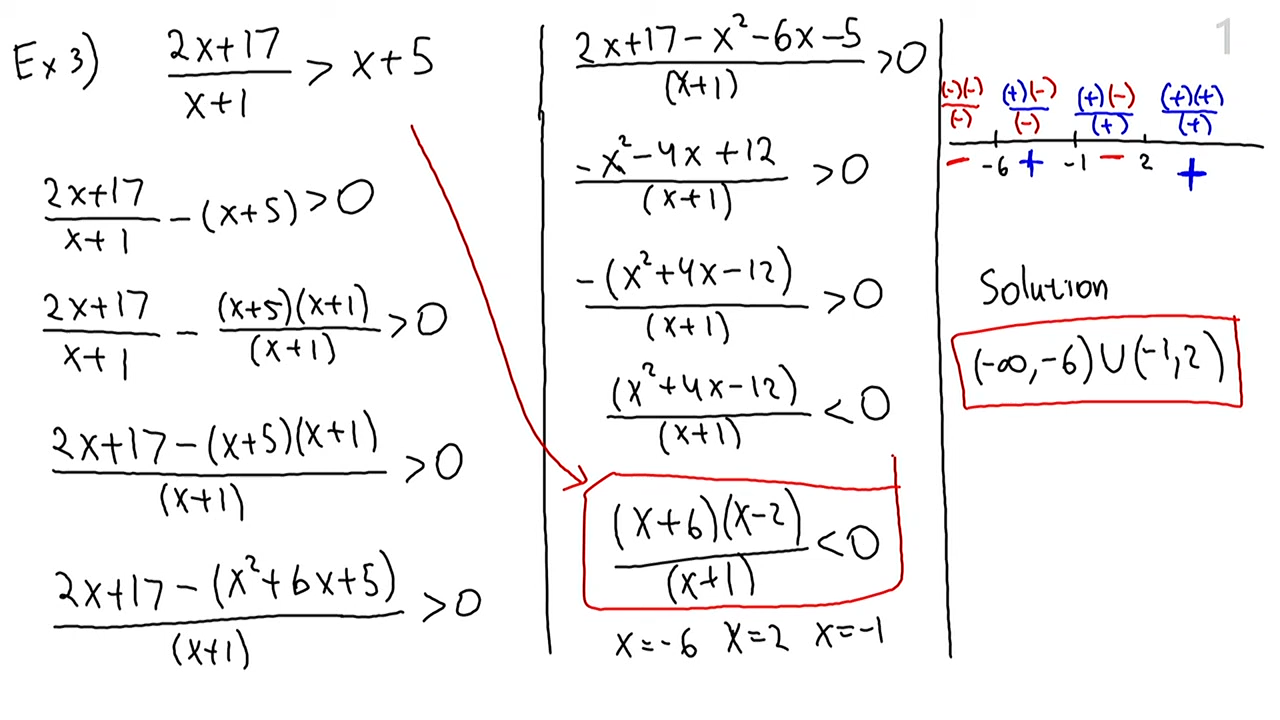 Ex 3) (2x+17)/(x+1) > x+5
(2x+17)/(x+1) - (x+5) > 0
(2x+17)/(x+1) - (x+5)(x+1)/(x+1) > 0
(2x+17-(x+5)(x+1))/(x+1) > 0
(2x+17-(x²+6x+5))/(x+1) > 0
(2x+17-x²-6x-5)/(x+1) > 0
(-x²-4x+12)/(x+1) > 0
-(x²+4x-12)/(x+1) > 0
(x²+4x-12)/(x+1) < 0
(x+6)(x-2)/(x+1) < 0
x=-6 x=2 x=-1
1
(-)(-)/(-) (+)(-)/(-) (+)(-)/(+) (+)(+)/(+)
- -6 + -1 - 2 +
Solution
(-∞,-6)∪(-1,2)